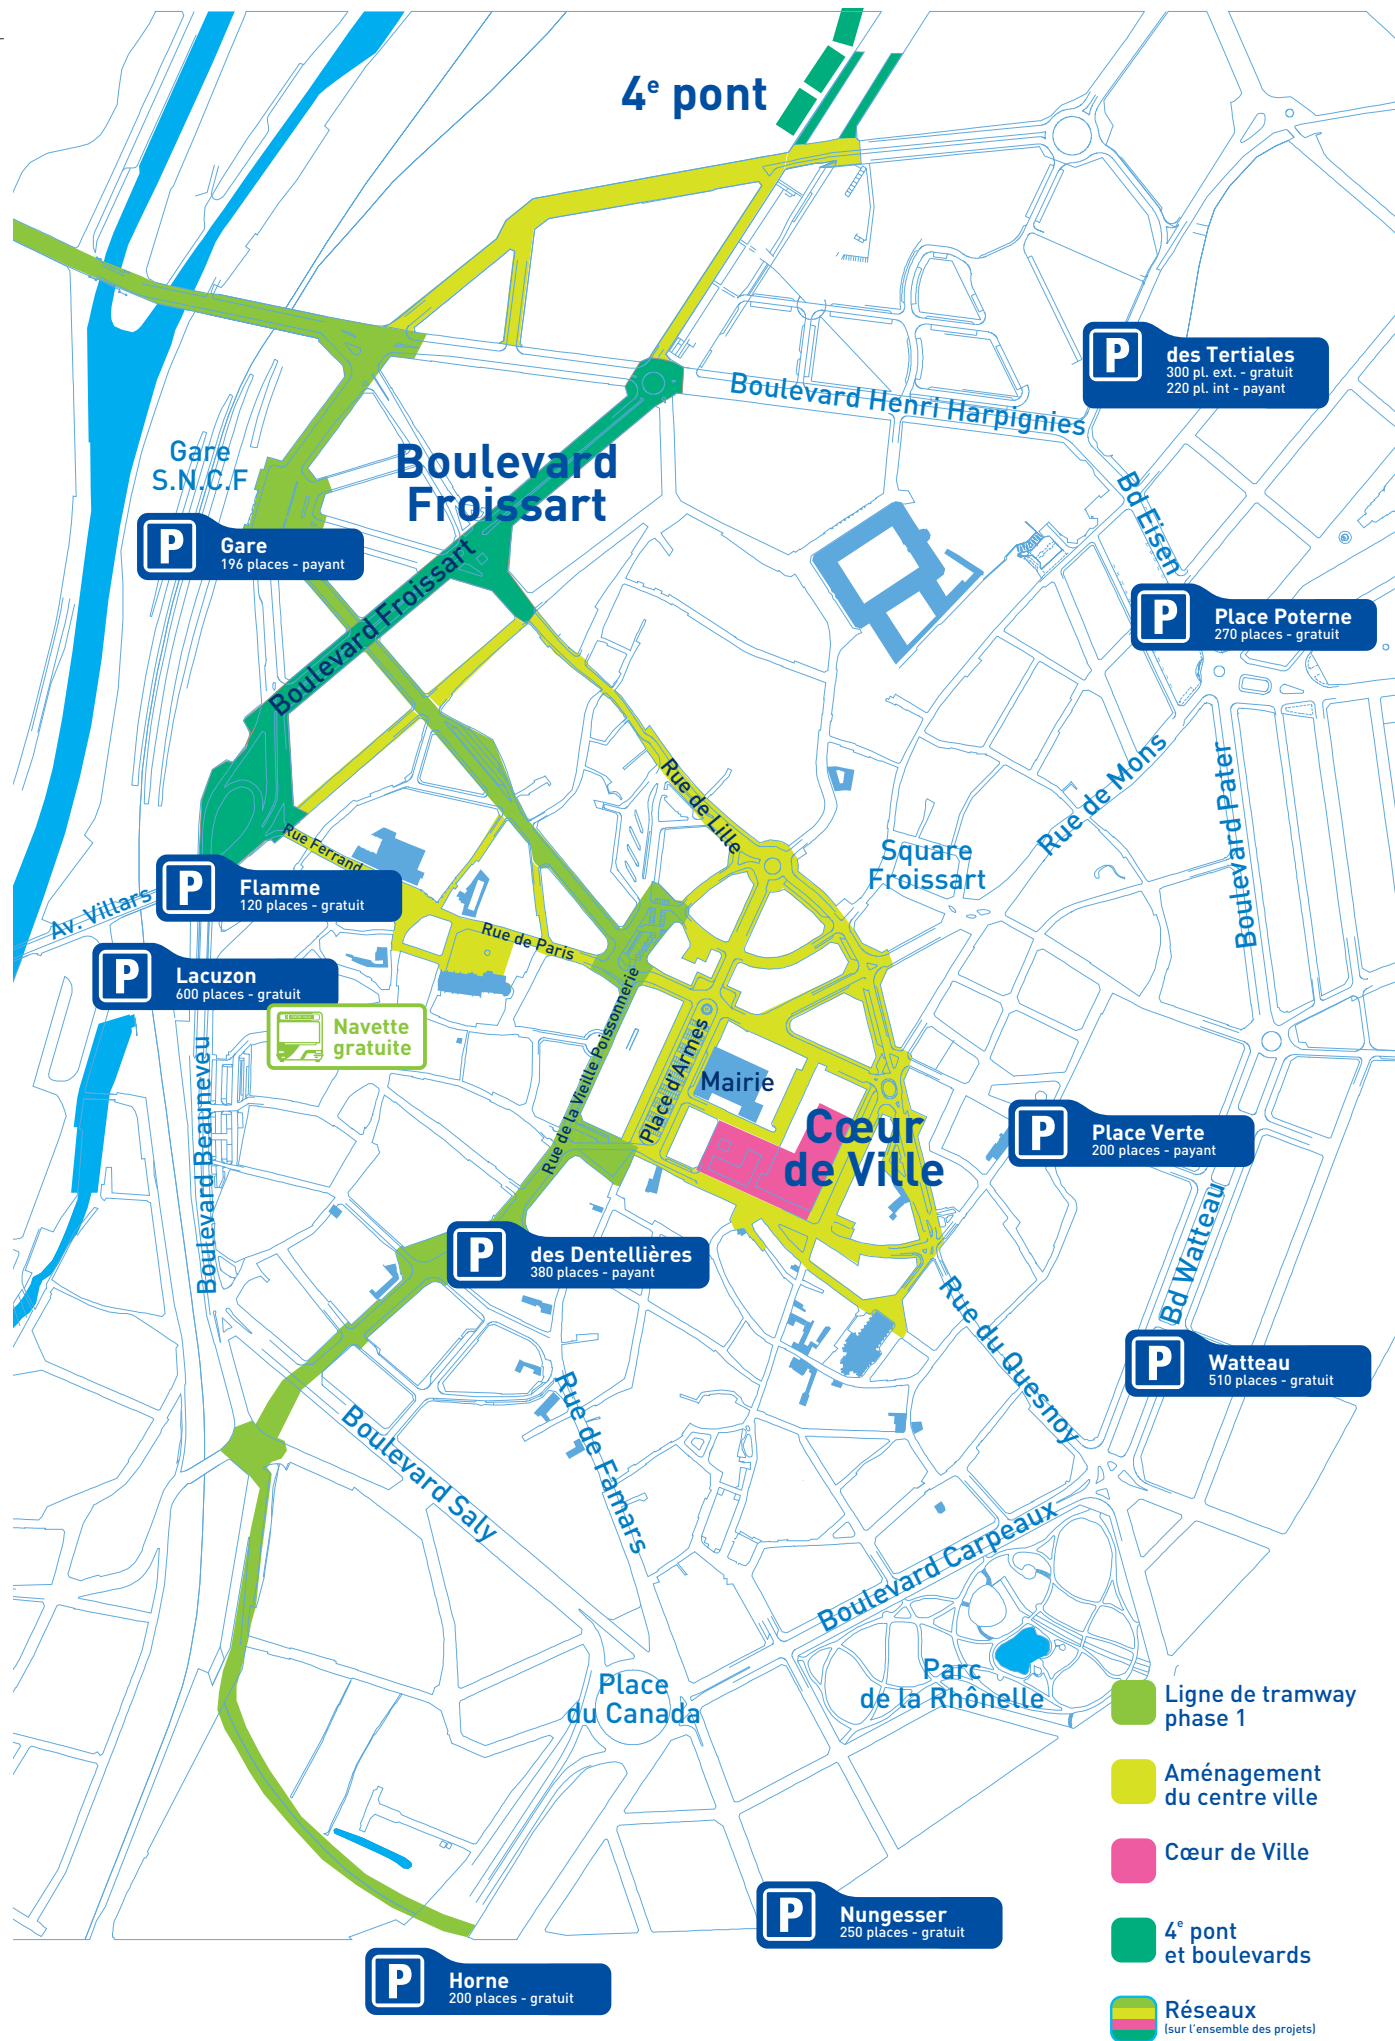 4e pont
P
des Tertiales
300 pl. ext. - gratuit
220 pl. int - payant
Boulevard Henri Harpignies
Gare
S.N.C.F
Boulevard
Froissart
Bd Eisen
P
Gare
196 places - payant
Boulevard Froissart
P
Place Poterne
270 places - gratuit
Rue de Lille
Rue de Mons
Boulevard Pater
Rue Ferrand
Square
Froissart
P
Flamme
120 places - gratuit
Av. Villars
Rue de Paris
P
Lacuzon
600 places - gratuit
Navette
gratuite
Rue de la Vieille Poissonnerie
Place d'Armes
Mairie
Boulevard Beauneveu
Cœur
de Ville
P
Place Verte
200 places - payant
P
des Dentellières
380 places - payant
Bd Watteau
Rue du Quesnoy
P
Watteau
510 places - gratuit
Rue de Famars
Boulevard Saly
Boulevard Carpeaux
Parc
de la Rhônelle
Place
du Canada
Ligne de tramway
phase 1
Aménagement
du centre ville
Cœur de Ville
4e pont
et boulevards
Réseaux
(sur l'ensemble des projets)
P
Nungesser
250 places - gratuit
P
Horne
200 places - gratuit